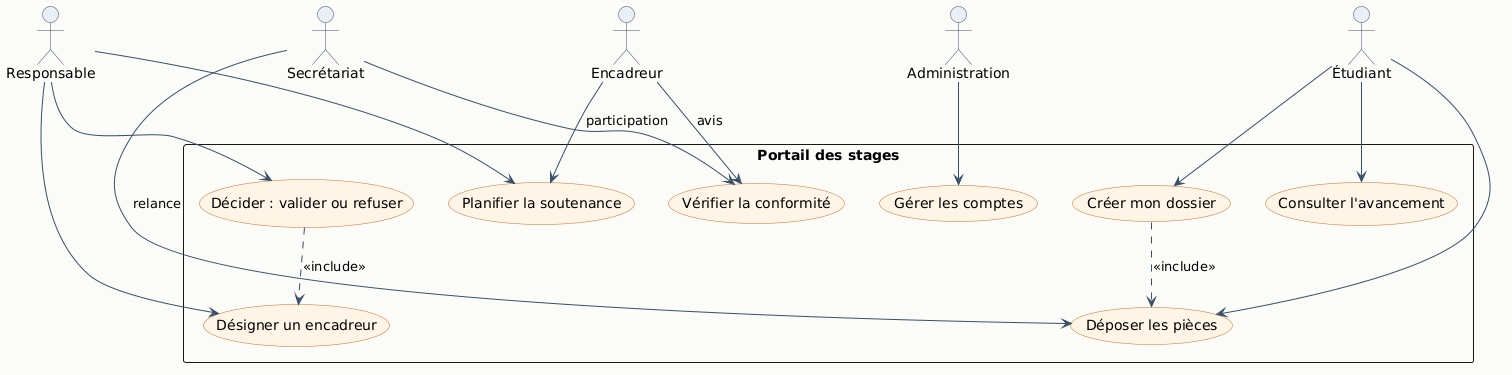 Responsable
Secrétariat
Encadreur
Administration
Étudiant
participation
avis
Portail des stages
relance
Décider : valider ou refuser
Planifier la soutenance
Vérifier la conformité
Gérer les comptes
Créer mon dossier
Consulter l'avancement
«include»
«include»
Désigner un encadreur
Déposer les pièces